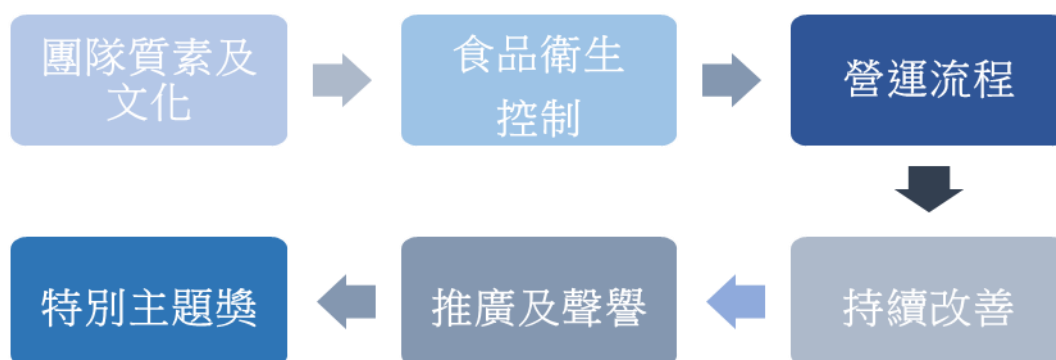 團隊質素及
文化
食品衛生
控制
營運流程
持續改善
推廣及聲譽
特別主題獎